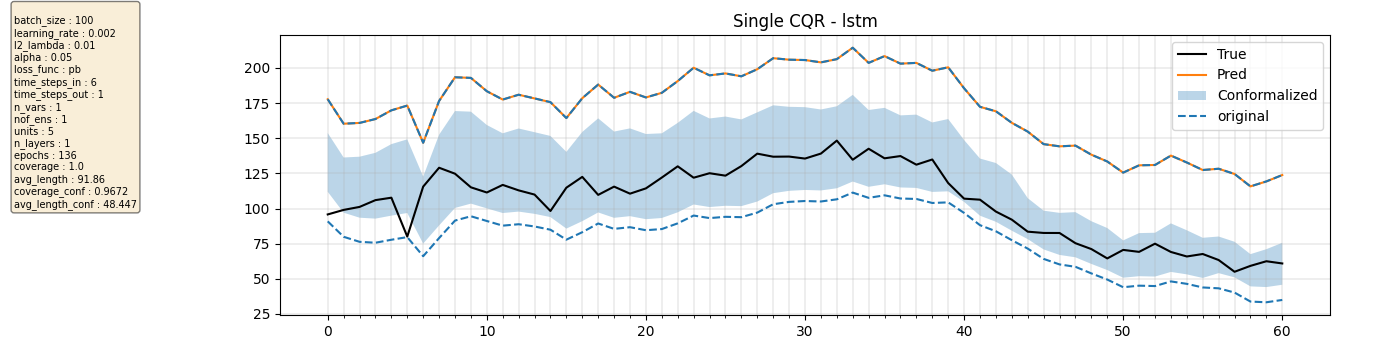 batch_size : 100
learning_rate : 0.002
l2_lambda : 0.01
alpha : 0.05
loss_func : pb
time_steps_in : 6
time_steps_out : 1
n_vars : 1
nof_ens : 1
units : 5
n_layers : 1
epochs : 136
coverage : 1.0
avg_length : 91.86
coverage_conf : 0.9672
avg_length_conf : 48.447
Single CQR - lstm
True
Pred
Conformalized
original
200
175
150
125
100
75
50
25
0 10 20 30 40 50 60